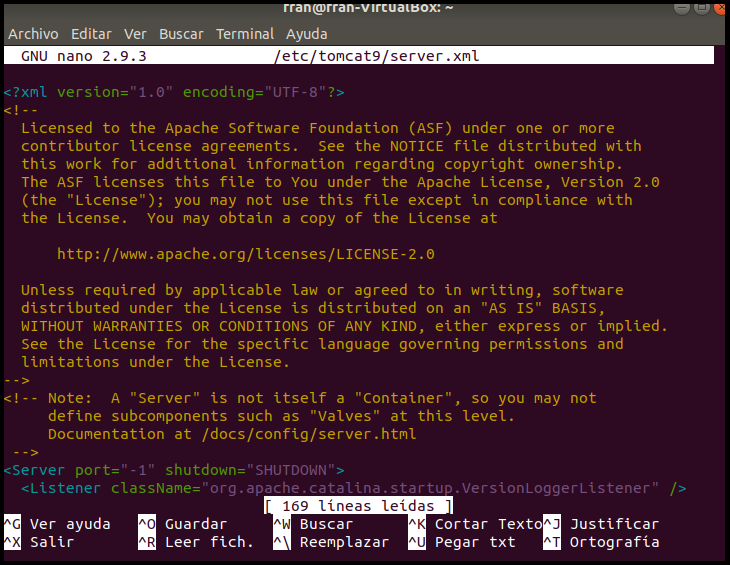 fran@fran-VirtualBox: ~
Archivo Editar Ver Buscar Terminal Ayuda
GNU nano 2.9.3 /etc/tomcat9/server.xml
<?xml version="1.0" encoding="UTF-8"?>
<!--
Licensed to the Apache Software Foundation (ASF) under one or more
contributor license agreements.  See the NOTICE file distributed with
this work for additional information regarding copyright ownership.
The ASF licenses this file to You under the Apache License, Version 2.0
(the "License"); you may not use this file except in compliance with
the License.  You may obtain a copy of the License at
http://www.apache.org/licenses/LICENSE-2.0
Unless required by applicable law or agreed to in writing, software
distributed under the License is distributed on an "AS IS" BASIS,
WITHOUT WARRANTIES OR CONDITIONS OF ANY KIND, either express or implied.
See the License for the specific language governing permissions and
limitations under the License.
-->
<!-- Note:  A "Server" is not itself a "Container", so you may not
define subcomponents such as "Valves" at this level.
Documentation at /docs/config/server.html
-->
<Server port="-1" shutdown="SHUTDOWN">
<Listener className="org.apache.catalina.startup.VersionLoggerListener" />
[ 169 líneas leídas ]
^G Ver ayuda ^O Guardar ^W Buscar ^K Cortar Texto ^J Justificar
^X Salir ^R Leer fich. ^\ Reemplazar ^U Pegar txt ^T Ortografía